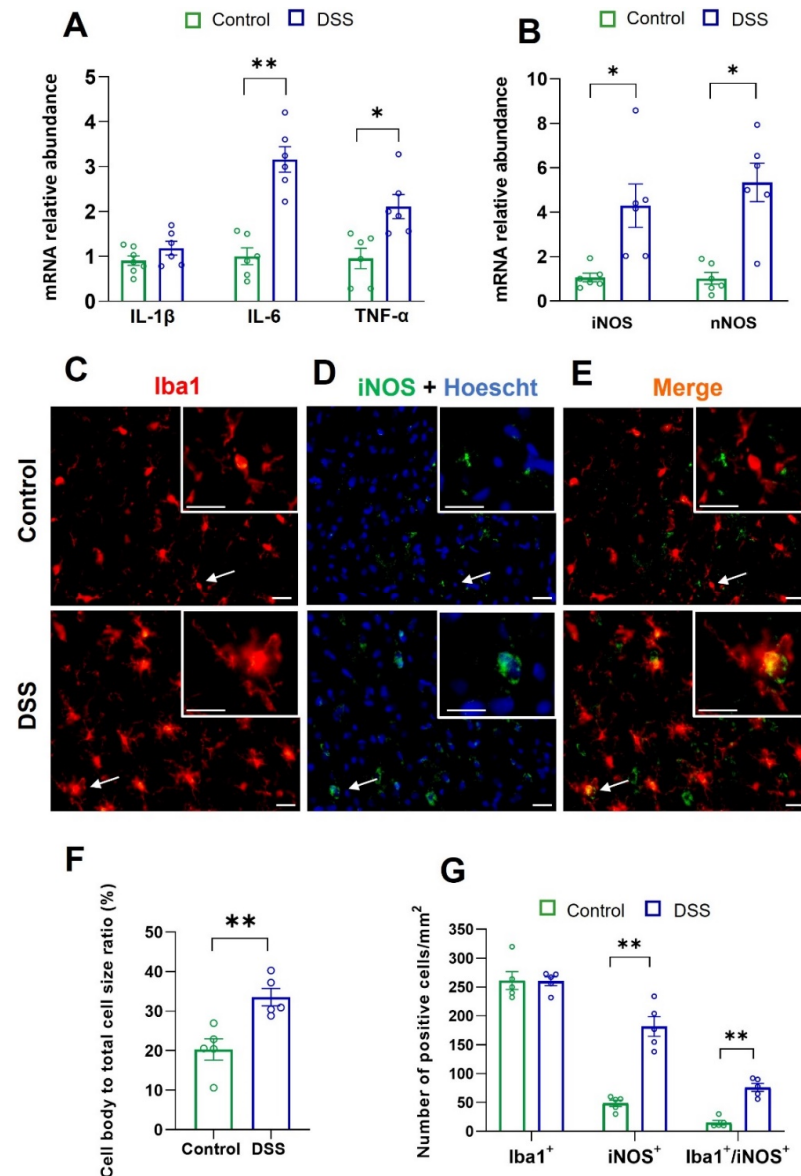 A
Control DSS
mRNA relative abundance
5
4
3
2
1
0
**
*
IL-1β IL-6 TNF-α
B
Control DSS
mRNA relative abundance
10
8
6
4
2
0
*
*
iNOS nNOS
C D E
Iba1 iNOS + Hoescht Merge
Control
DSS
F
Cell body to total cell size ratio (%)
50
40
30
20
10
0
**
Control DSS
G
Control DSS
Number of positive cells/mm²
350
300
250
200
150
100
50
0
**
**
Iba1⁺ iNOS⁺ Iba1⁺/iNOS⁺